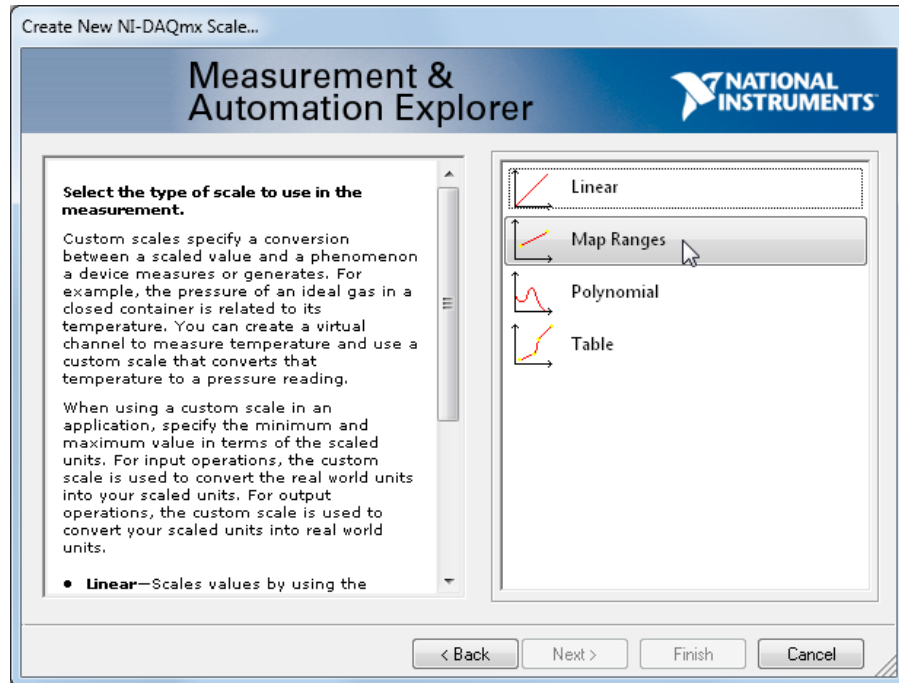 Create New NI-DAQmx Scale...
Measurement &
Automation Explorer
NATIONAL
INSTRUMENTS
Select the type of scale to use in the
measurement.
Custom scales specify a conversion
between a scaled value and a phenomenon
a device measures or generates. For
example, the pressure of an ideal gas in a
closed container is related to its
temperature. You can create a virtual
channel to measure temperature and use a
custom scale that converts that
temperature to a pressure reading.
When using a custom scale in an
application, specify the minimum and
maximum value in terms of the scaled
units. For input operations, the custom
scale is used to convert the real world units
into your scaled units. For output
operations, the custom scale is used to
convert your scaled units into real world
units.
• Linear—Scales values by using the
Linear
Map Ranges
Polynomial
Table
< Back
Next >
Finish
Cancel